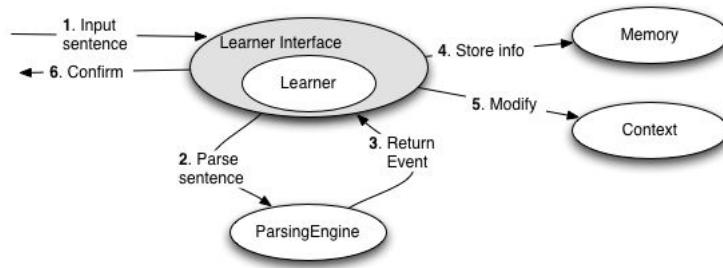 1. Input
sentence
Learner Interface
Learner
6. Confirm
4. Store info
Memory
5. Modify
Context
2. Parse
sentence
3. Return
Event
ParsingEngine